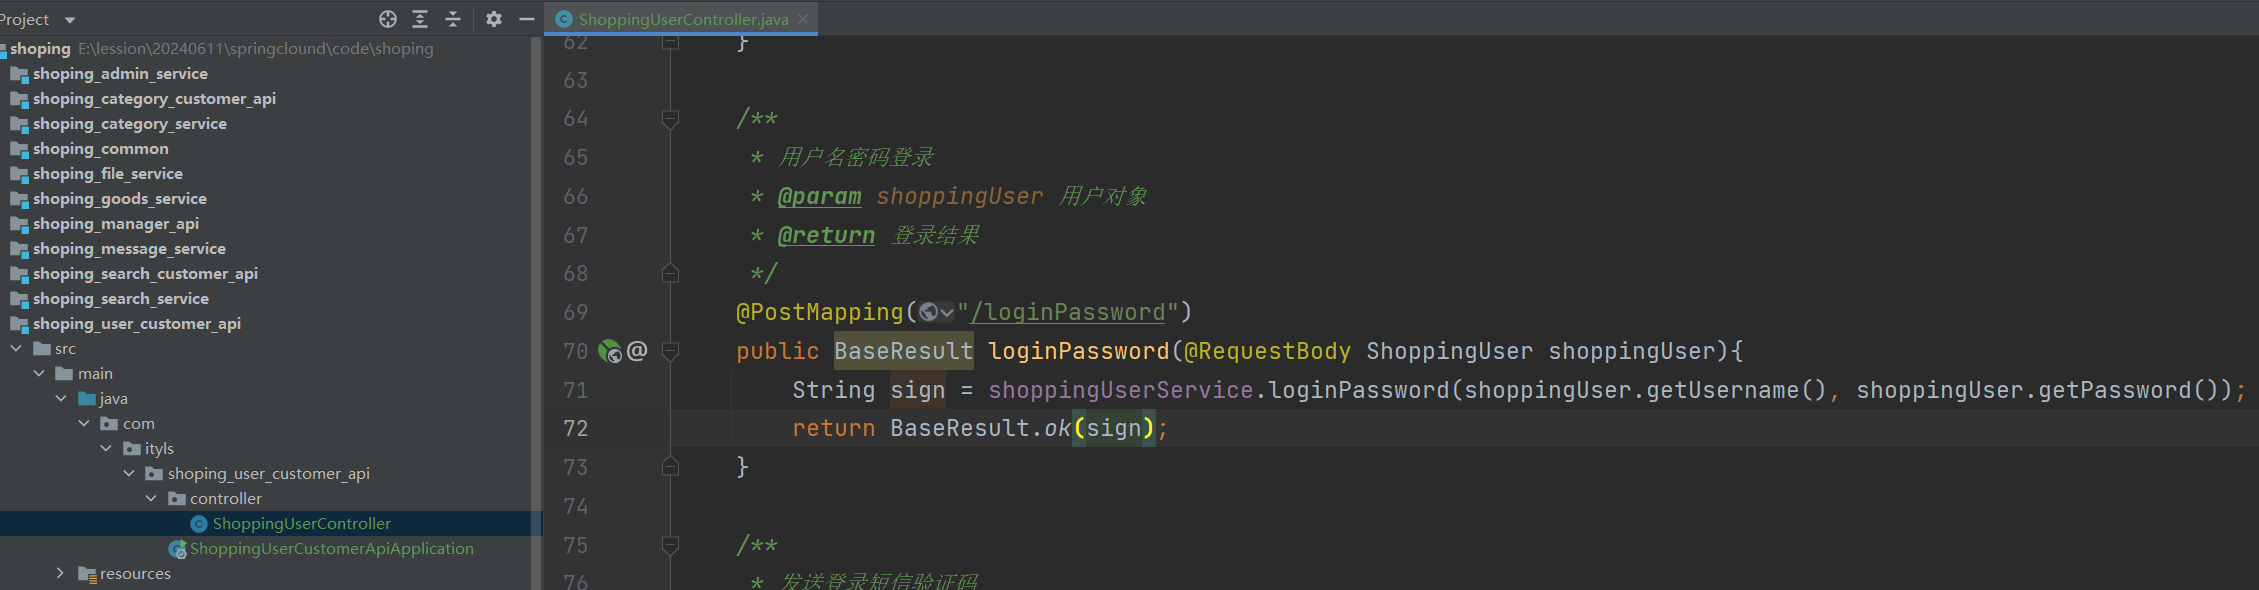 Project
shoping E:\lession\20240611\springclound\code\shoping
shoping_admin_service
shoping_category_customer_api
shoping_category_service
shoping_common
shoping_file_service
shoping_goods_service
shoping_manager_api
shoping_message_service
shoping_search_customer_api
shoping_search_service
shoping_user_customer_api
src
main
java
com
ityls
shoping_user_customer_api
controller
ShoppingUserController
ShoppingUserCustomerApiApplication
resources
ShoppingUserController.java
62 }
63
64 /**
65 * 用户名密码登录
66 * @param shoppingUser 用户对象
67 * @return 登录结果
68 */
69 @PostMapping("/loginPassword")
70 public BaseResult loginPassword(@RequestBody ShoppingUser shoppingUser){
71 String sign = shoppingUserService.loginPassword(shoppingUser.getUsername(), shoppingUser.getPassword());
72 return BaseResult.ok(sign);
73 }
74
75 /**
76 * 发送登录短信验证码